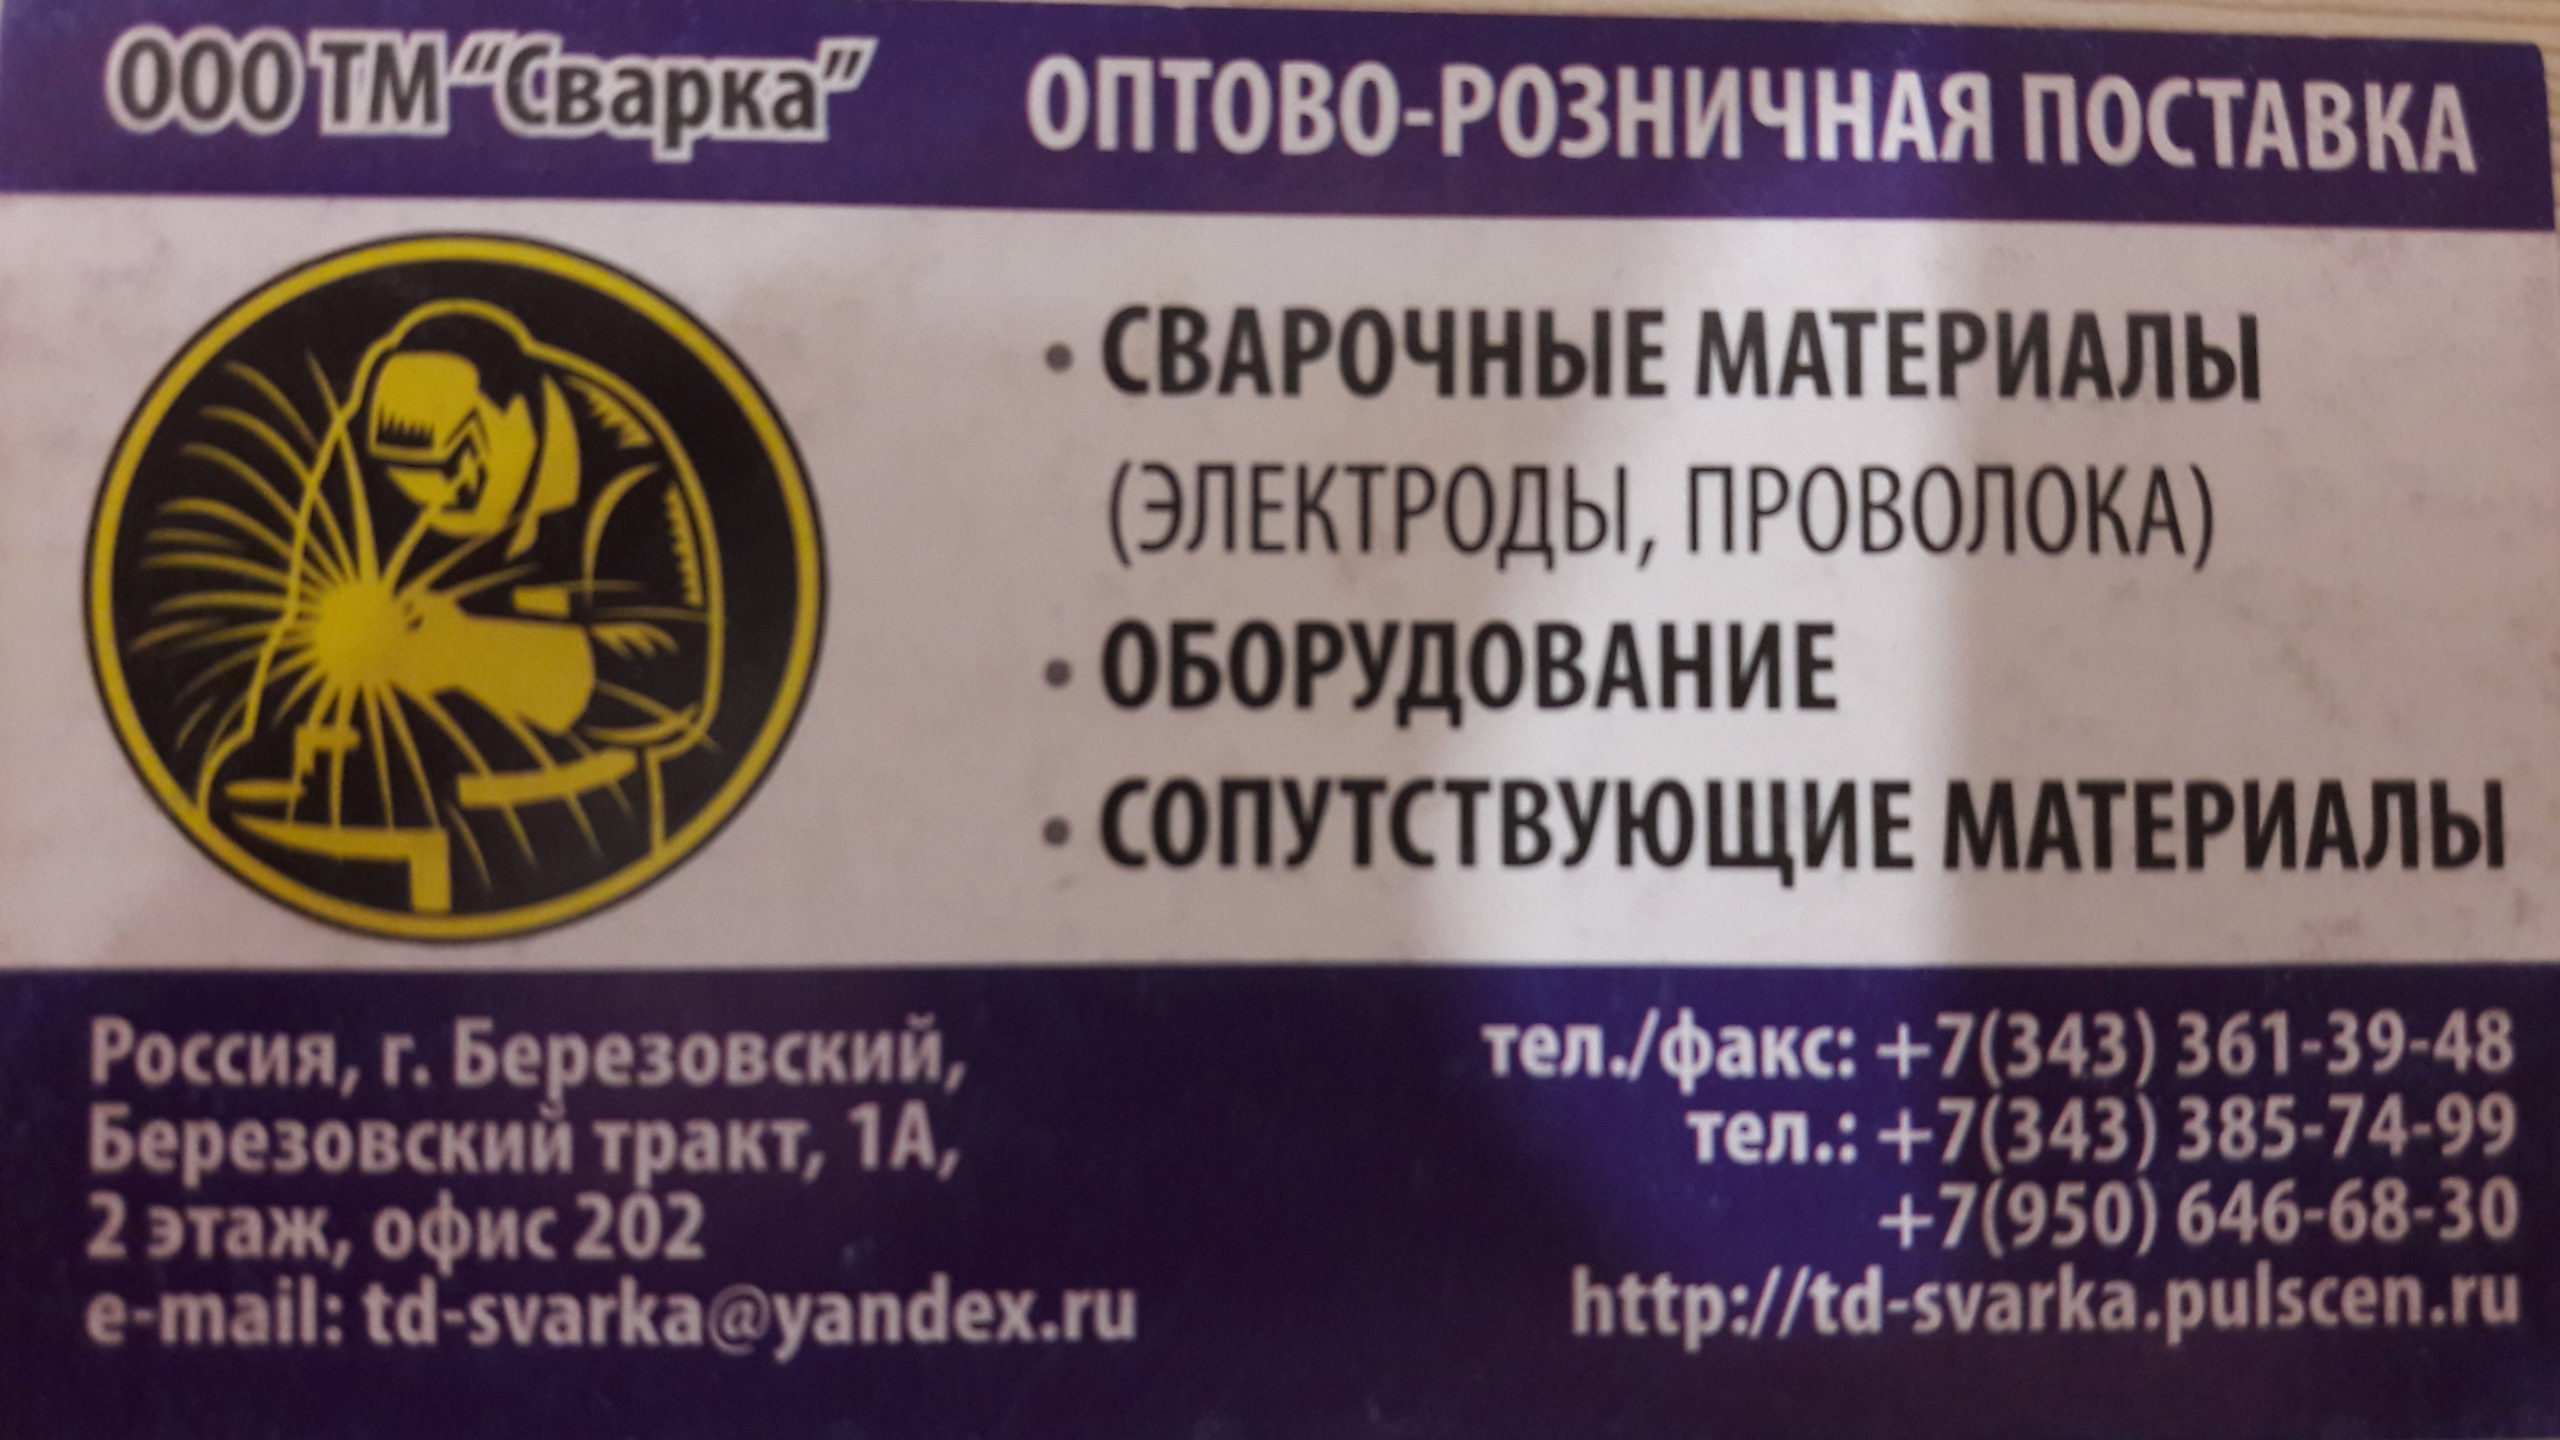 ООО ТМ “Сварка”
ОПТОВО-РОЗНИЧНАЯ ПОСТАВКА
• СВАРОЧНЫЕ МАТЕРИАЛЫ
(ЭЛЕКТРОДЫ, ПРОВОЛОКА)
• ОБОРУДОВАНИЕ
• СОПУТСТВУЮЩИЕ МАТЕРИАЛЫ
Россия, г. Березовский,
Березовский тракт, 1А,
2 этаж, офис 202
e-mail: td-svarka@yandex.ru
тел./факс: +7(343) 361-39-48
тел.: +7(343) 385-74-99
+7(950) 646-68-30
http://td-svarka.pulscen.ru